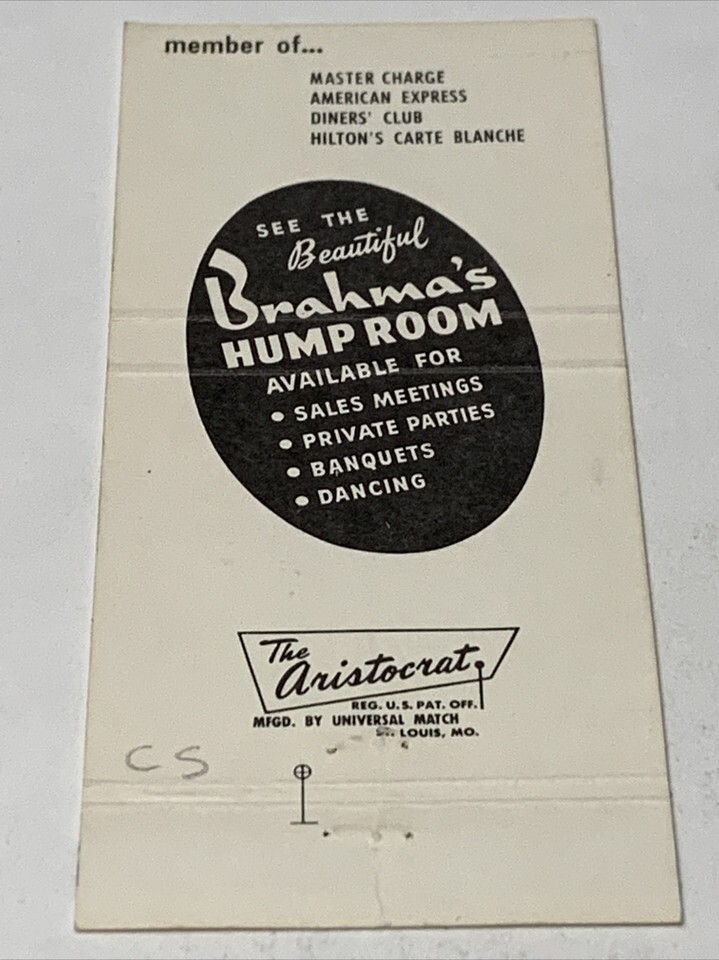 member of...
MASTER CHARGE
AMERICAN EXPRESS
DINERS' CLUB
HILTON'S CARTE BLANCHE
SEE THE
Beautiful
Brahma's
HUMP ROOM
AVAILABLE FOR
• SALES MEETINGS
• PRIVATE PARTIES
• BANQUETS
• DANCING
The
Aristocrat
REG. U.S. PAT. OFF.
MFGD. BY UNIVERSAL MATCH
ST. LOUIS, MO.
CS